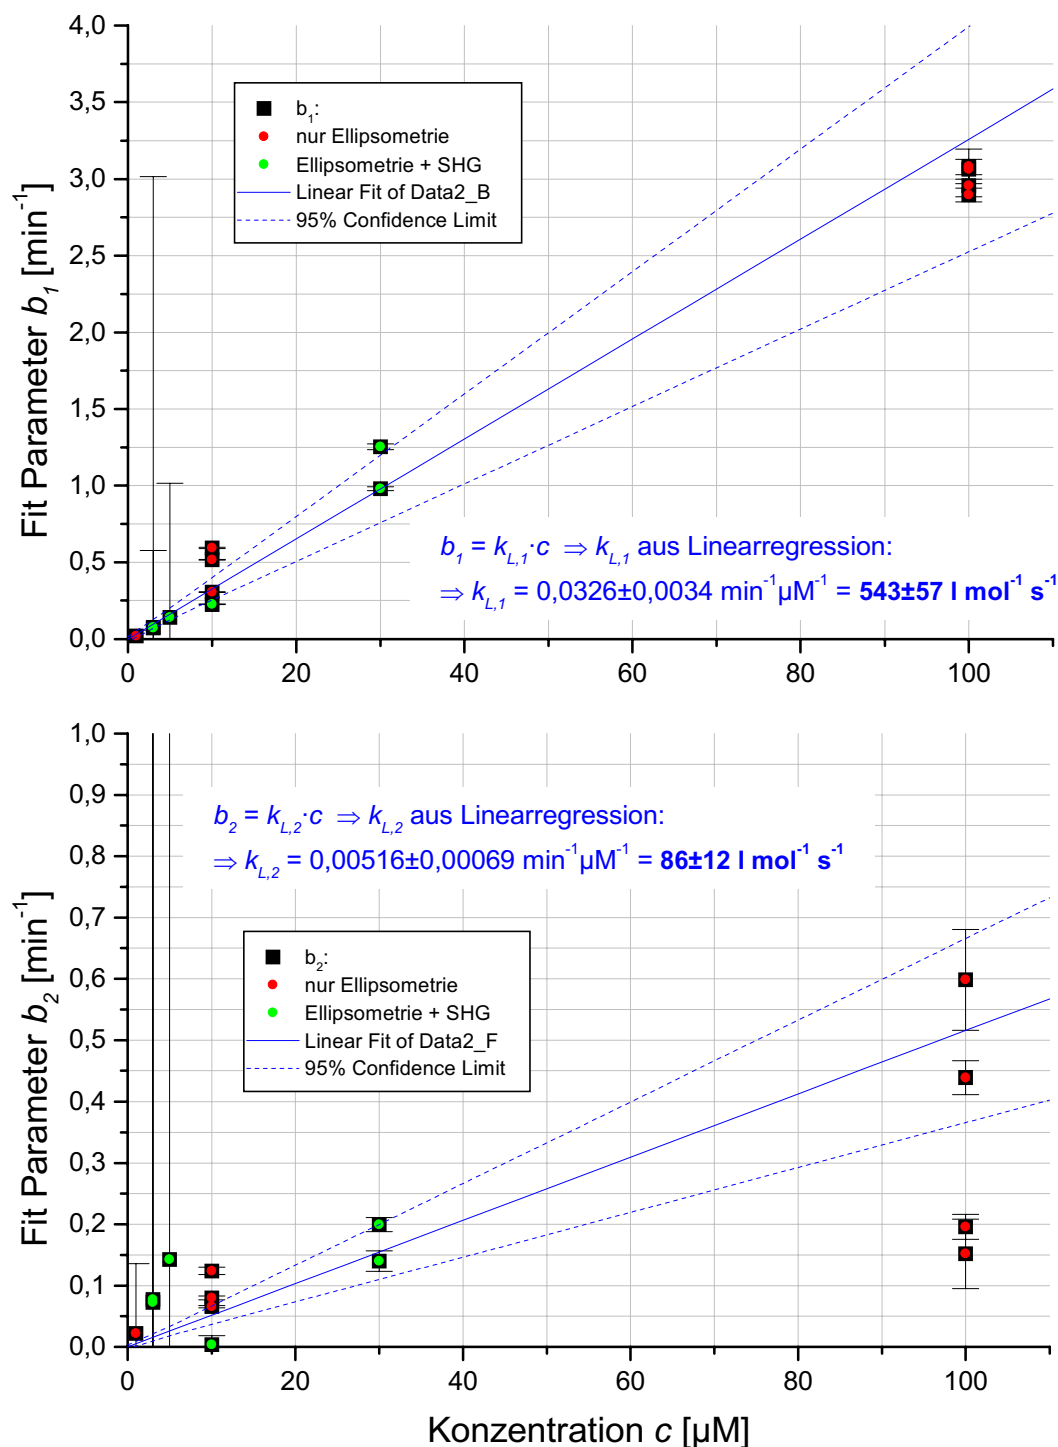 4,0
3,5
3,0
2,5
2,0
1,5
1,0
0,5
0,0
Fit Parameter b₁ [min⁻¹]
b₁:
nur Ellipsometrie
Ellipsometrie + SHG
Linear Fit of Data2_B
95% Confidence Limit
b₁ = k_L,1·c ⇒ k_L,1 aus Linearregression:
⇒ k_L,1 = 0,0326±0,0034 min⁻¹µM⁻¹ = 543±57 l mol⁻¹ s⁻¹
0 20 40 60 80 100
1,0
0,9
0,8
0,7
0,6
0,5
0,4
0,3
0,2
0,1
0,0
Fit Parameter b₂ [min⁻¹]
b₂ = k_L,2·c ⇒ k_L,2 aus Linearregression:
⇒ k_L,2 = 0,00516±0,00069 min⁻¹µM⁻¹ = 86±12 l mol⁻¹ s⁻¹
b₂:
nur Ellipsometrie
Ellipsometrie + SHG
Linear Fit of Data2_F
95% Confidence Limit
0 20 40 60 80 100
Konzentration c [µM]